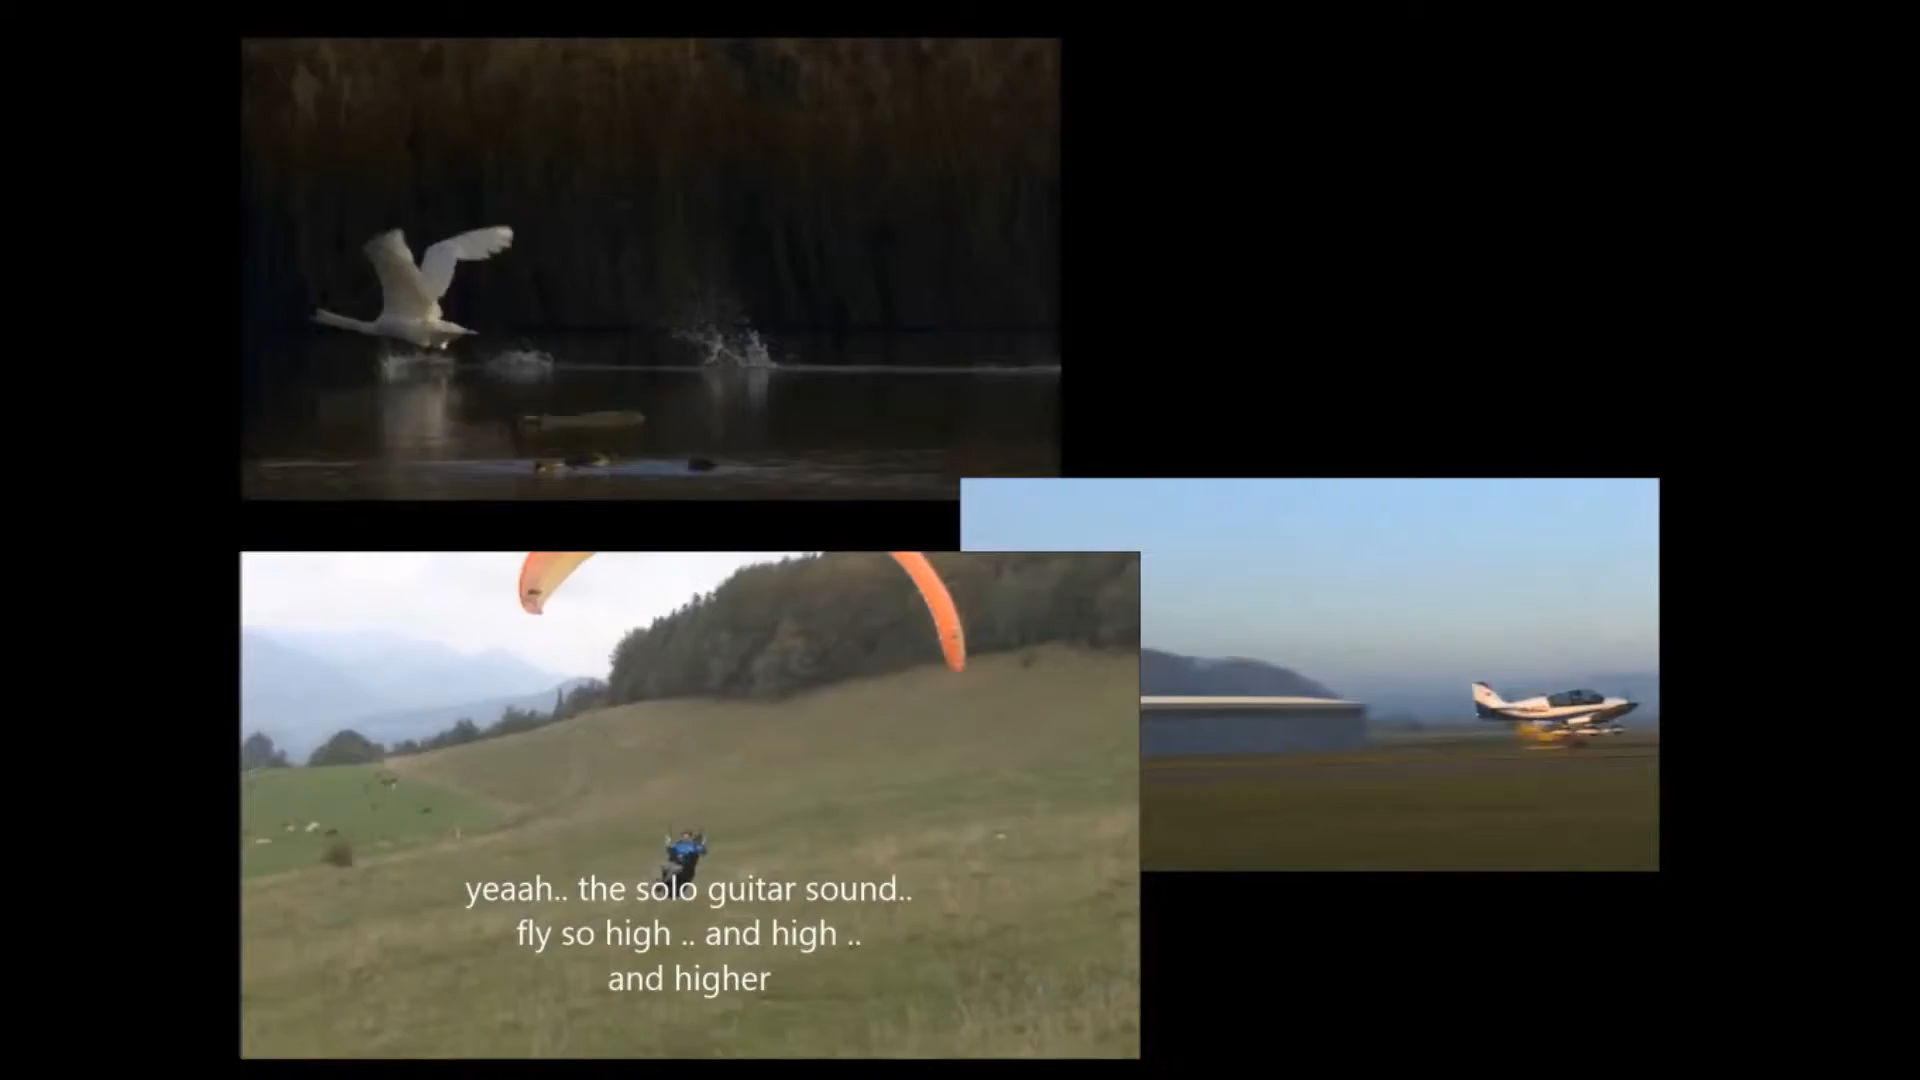 yeaah.. the solo guitar sound..
fly so high .. and high ..
and higher